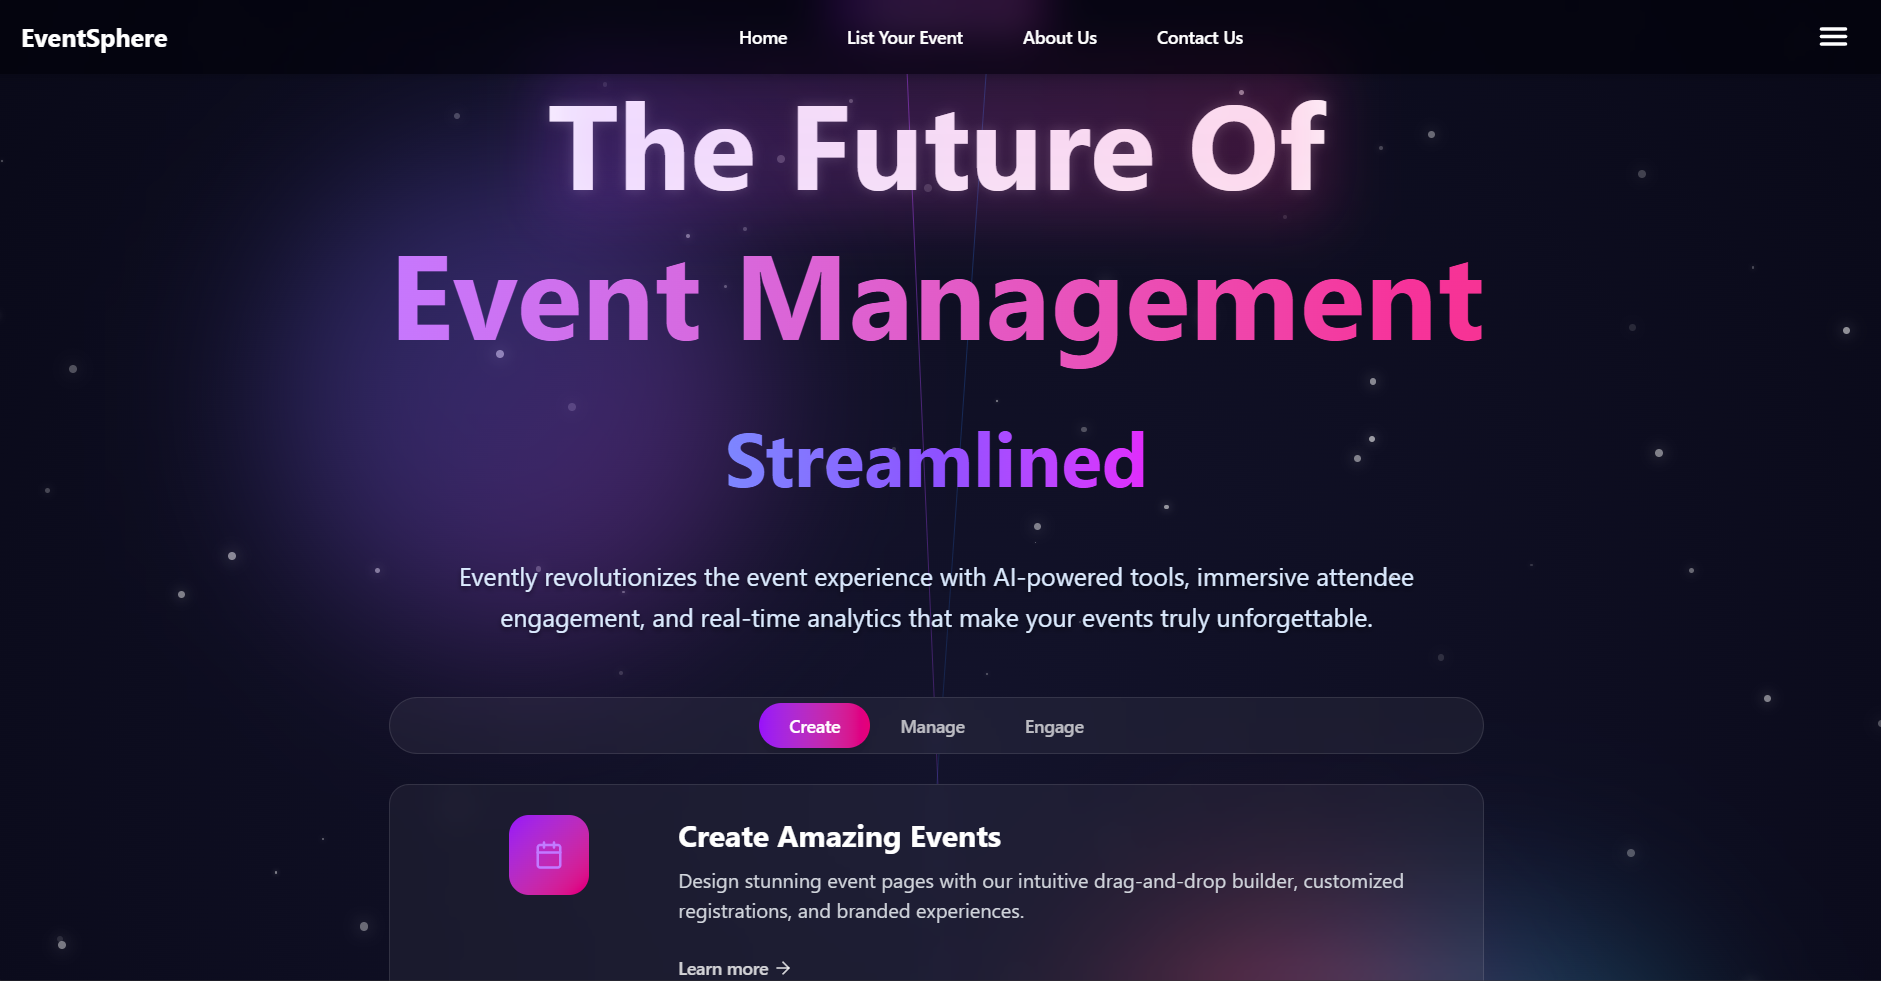 EventSphere
Home
List Your Event
About Us
Contact Us
The Future Of
Event Management
Streamlined
Evently revolutionizes the event experience with AI-powered tools, immersive attendee
engagement, and real-time analytics that make your events truly unforgettable.
Create
Manage
Engage
Create Amazing Events
Design stunning event pages with our intuitive drag-and-drop builder, customized
registrations, and branded experiences.
Learn more →